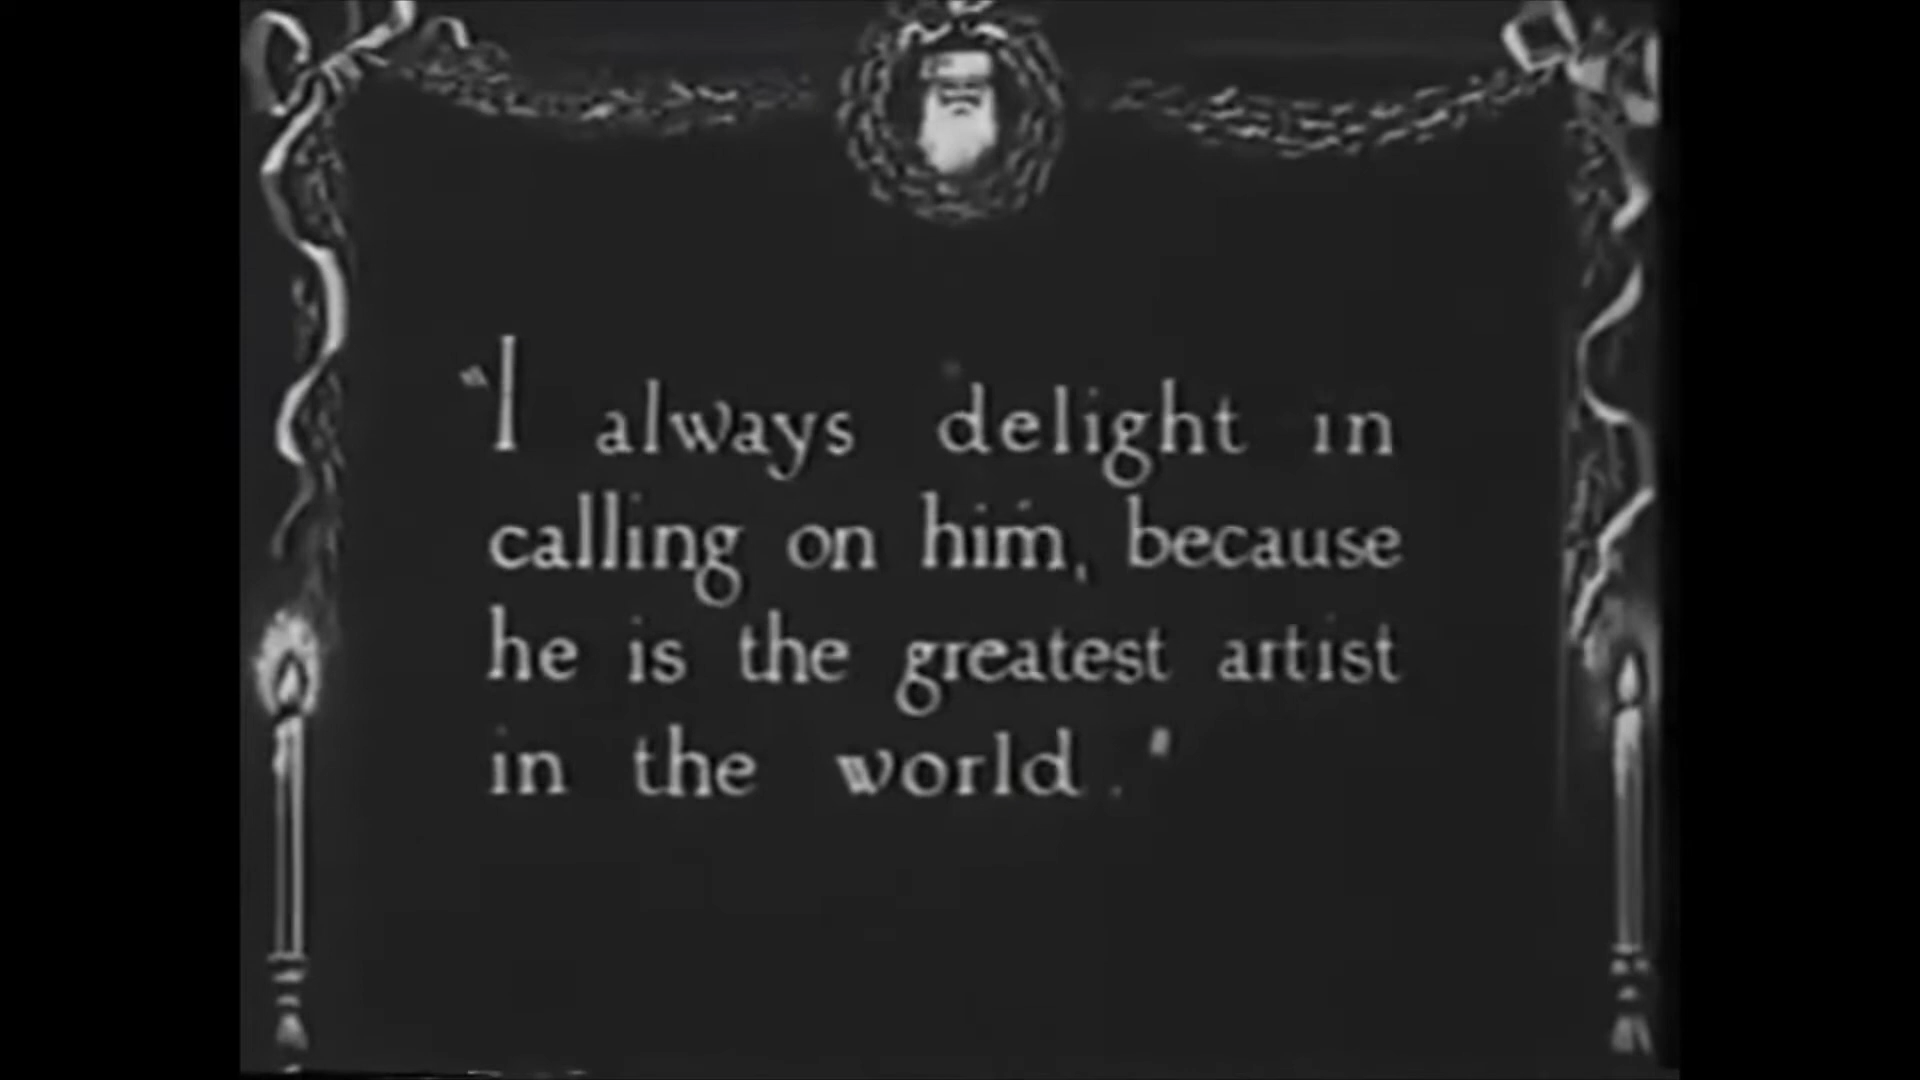 "I always delight in
calling on him, because
he is the greatest artist
in the world."